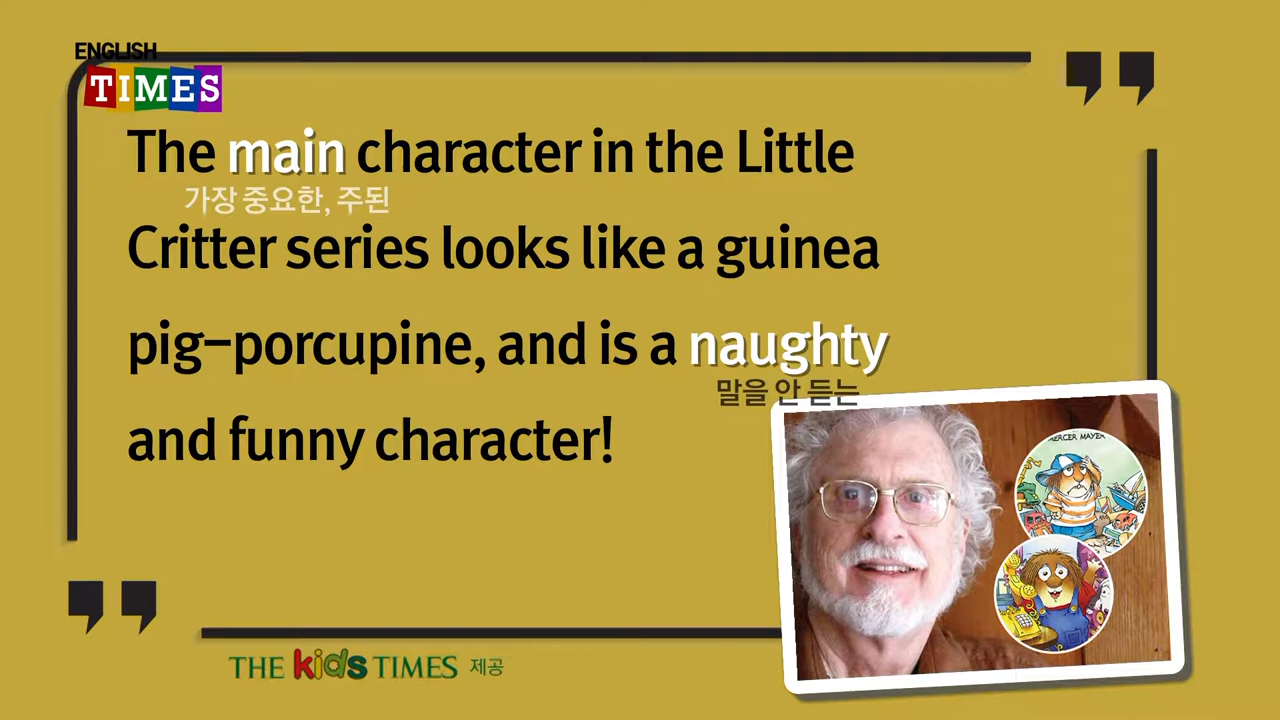 ENGLISH
TIMES
The main character in the Little
가장 중요한, 주된
Critter series looks like a guinea
pig-porcupine, and is a naughty
말을 안 듣는
and funny character!
MERCER MAYER
THE kids TIMES 제공